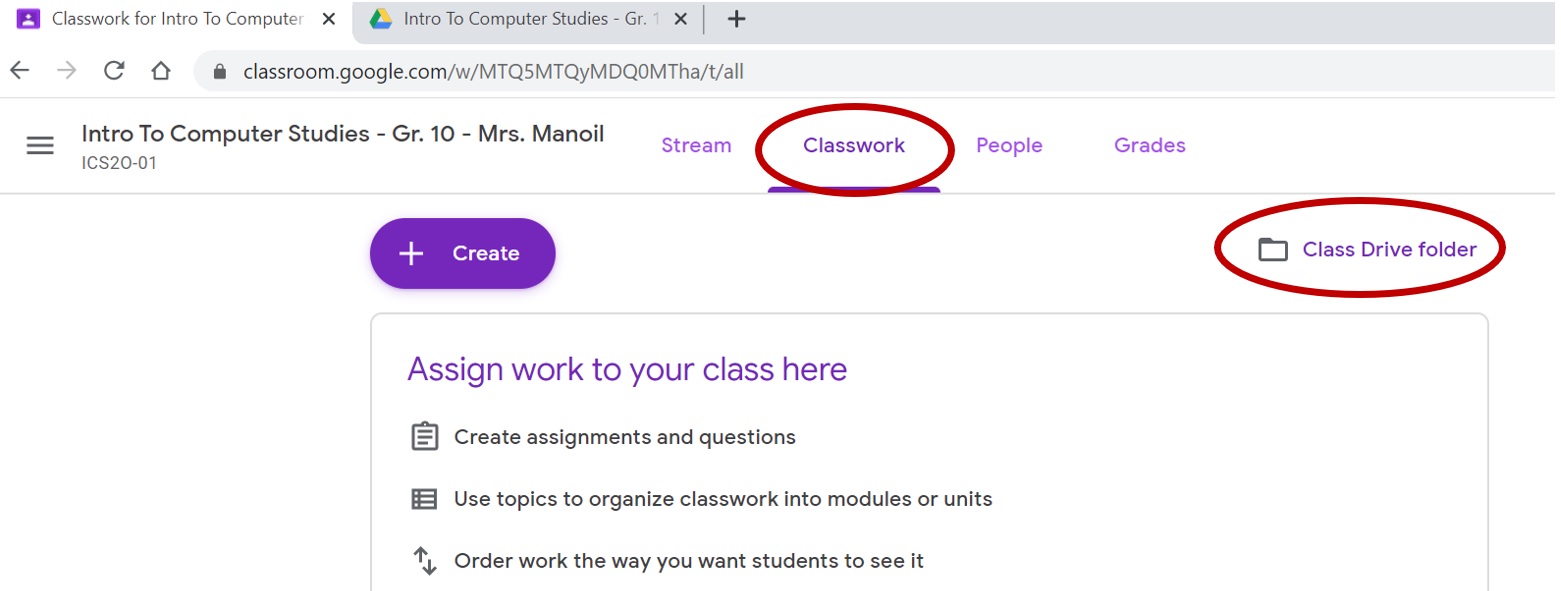 Classwork for Intro To Computer
Intro To Computer Studies - Gr. 1
classroom.google.com/w/MTQ5MTQyMDQ0MTha/t/all
Intro To Computer Studies - Gr. 10 - Mrs. Manoil
ICS2O-01
Stream Classwork People Grades
Create
Class Drive folder
Assign work to your class here
Create assignments and questions
Use topics to organize classwork into modules or units
Order work the way you want students to see it